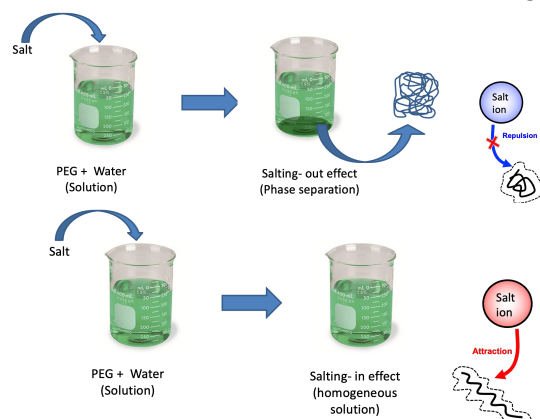 Salt
PEG + Water
(Solution)
Salting- out effect
(Phase separation)
Salt
ion
Repulsion
Salt
PEG + Water
(Solution)
Salting- in effect
(homogeneous
solution)
Salt
ion
Attraction